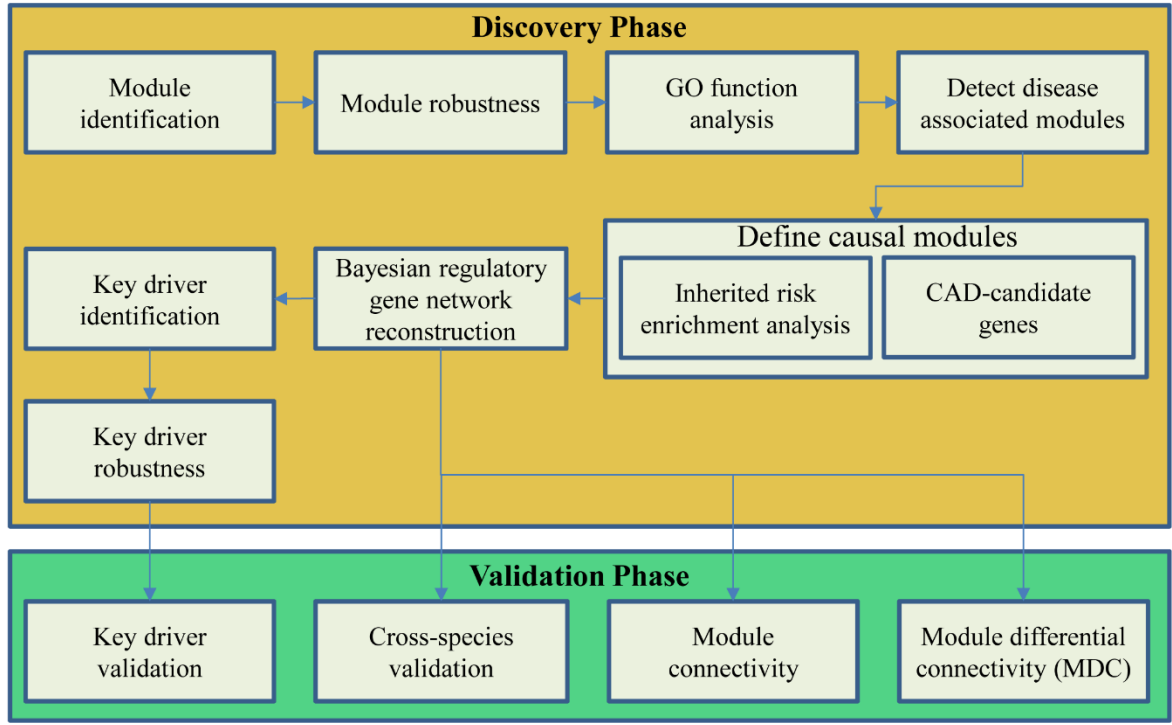 Discovery Phase
Module
identification
Module robustness
GO function
analysis
Detect disease
associated modules
Define causal modules
Inherited risk
enrichment analysis
CAD-candidate
genes
Bayesian regulatory
gene network
reconstruction
Key driver
identification
Key driver
robustness
Validation Phase
Key driver
validation
Cross-species
validation
Module
connectivity
Module differential
connectivity (MDC)